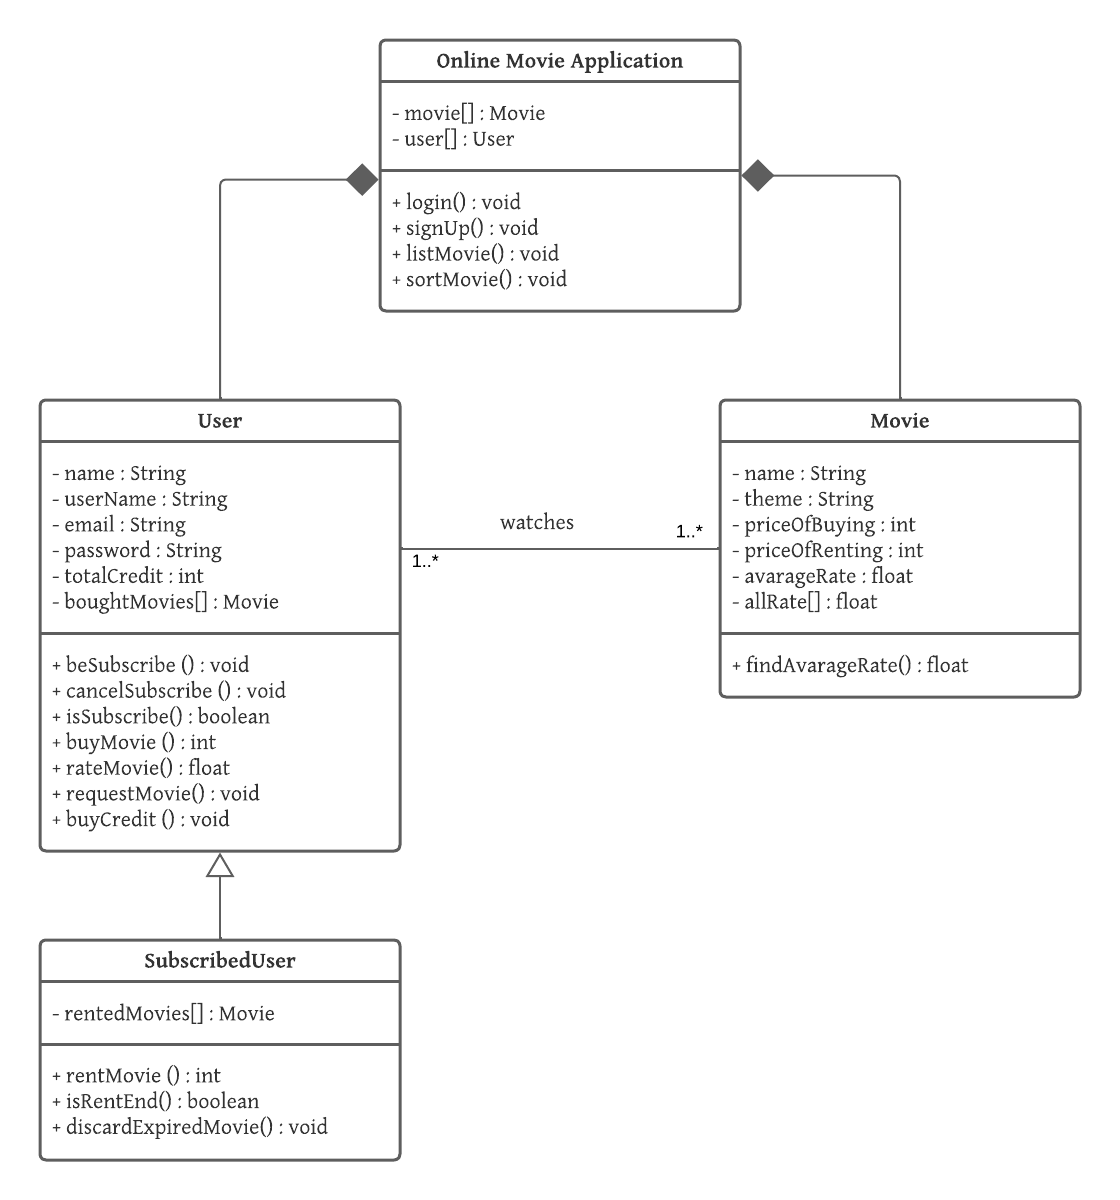 Online Movie Application
- movie[] : Movie
- user[] : User
+ login() : void
+ signUp() : void
+ listMovie() : void
+ sortMovie() : void
User
- name : String
- userName : String
- email : String
- password : String
- totalCredit : int
- boughtMovies[] : Movie
+ beSubscribe () : void
+ cancelSubscribe () : void
+ isSubscribe() : boolean
+ buyMovie () : int
+ rateMovie() : float
+ requestMovie() : void
+ buyCredit () : void
watches
1..*
1..*
Movie
- name : String
- theme : String
- priceOfBuying : int
- priceOfRenting : int
- avarageRate : float
- allRate[] : float
+ findAvarageRate() : float
SubscribedUser
- rentedMovies[] : Movie
+ rentMovie () : int
+ isRentEnd() : boolean
+ discardExpiredMovie() : void